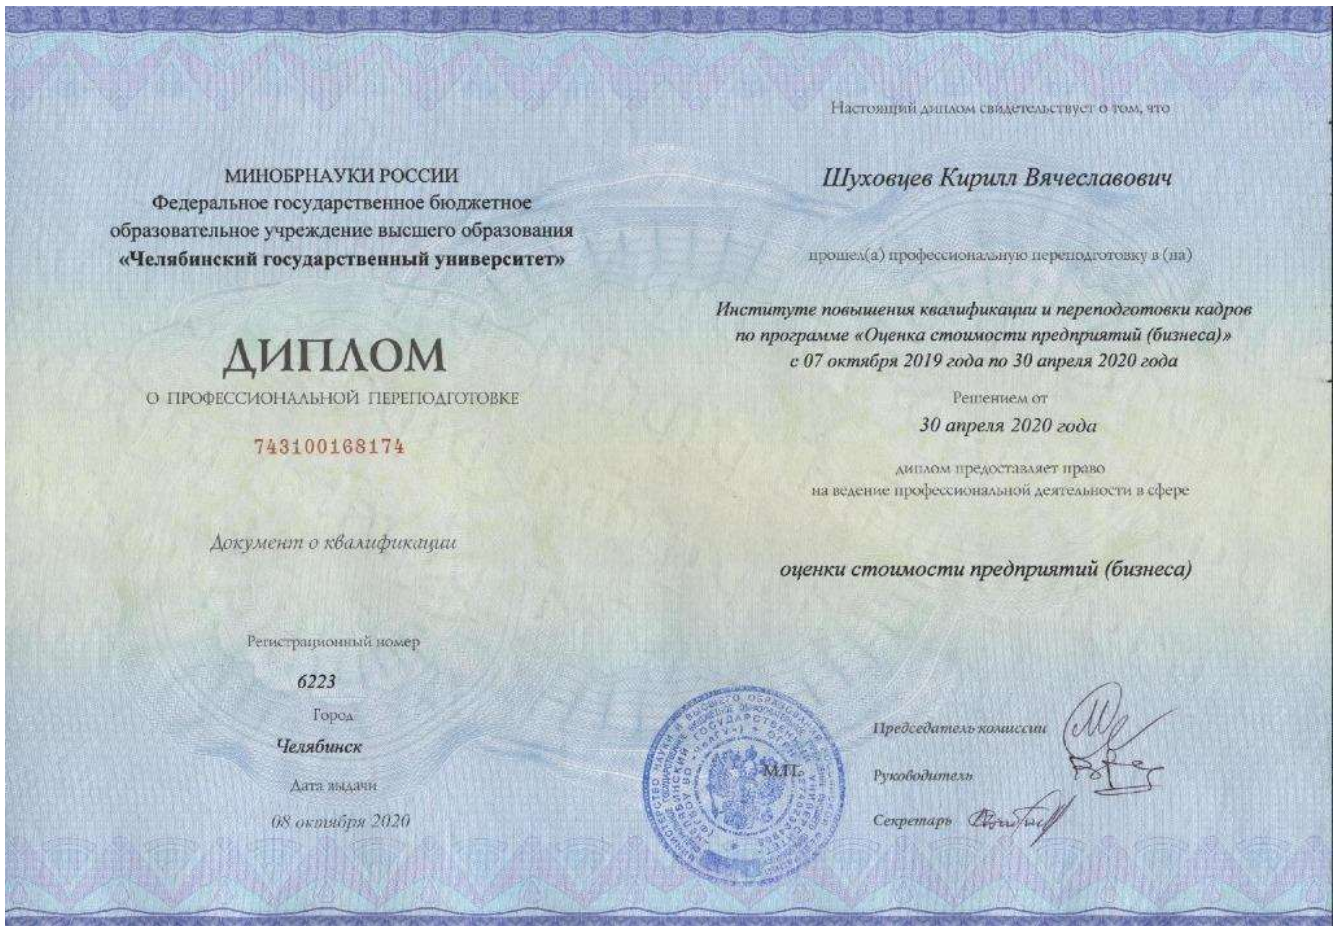 МИНОБРНАУКИ РОССИИ
Федеральное государственное бюджетное
образовательное учреждение высшего образования
«Челябинский государственный университет»
ДИПЛОМ
О ПРОФЕССИОНАЛЬНОЙ ПЕРЕПОДГОТОВКЕ
743100168174
Документ о квалификации
Регистрационный номер
6223
Город
Челябинск
Дата выдачи
08 октября 2020
Настоящий диплом свидетельствует о том, что
Шуховцев Кирилл Вячеславович
прошел(а) профессиональную переподготовку в (на)
Институте повышения квалификации и переподготовки кадров
по программе «Оценка стоимости предприятий (бизнеса)»
с 07 октября 2019 года по 30 апреля 2020 года
Решением от
30 апреля 2020 года
диплом предоставляет право
на ведение профессиональной деятельности в сфере
оценки стоимости предприятий (бизнеса)
М.П.
Председатель комиссии
Руководитель
Секретарь